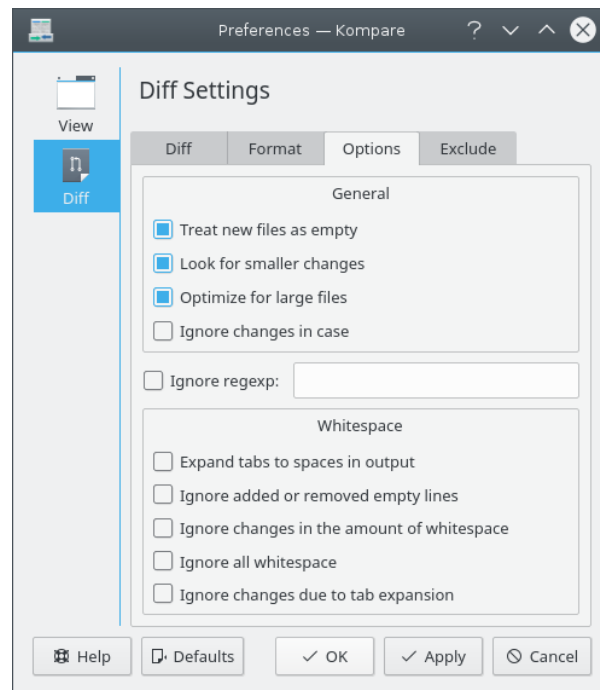 Preferences — Kompare
View
Diff
Diff Settings
Diff Format Options Exclude
General
Treat new files as empty
Look for smaller changes
Optimize for large files
Ignore changes in case
Ignore regexp:
Whitespace
Expand tabs to spaces in output
Ignore added or removed empty lines
Ignore changes in the amount of whitespace
Ignore all whitespace
Ignore changes due to tab expansion
Help Defaults OK Apply Cancel